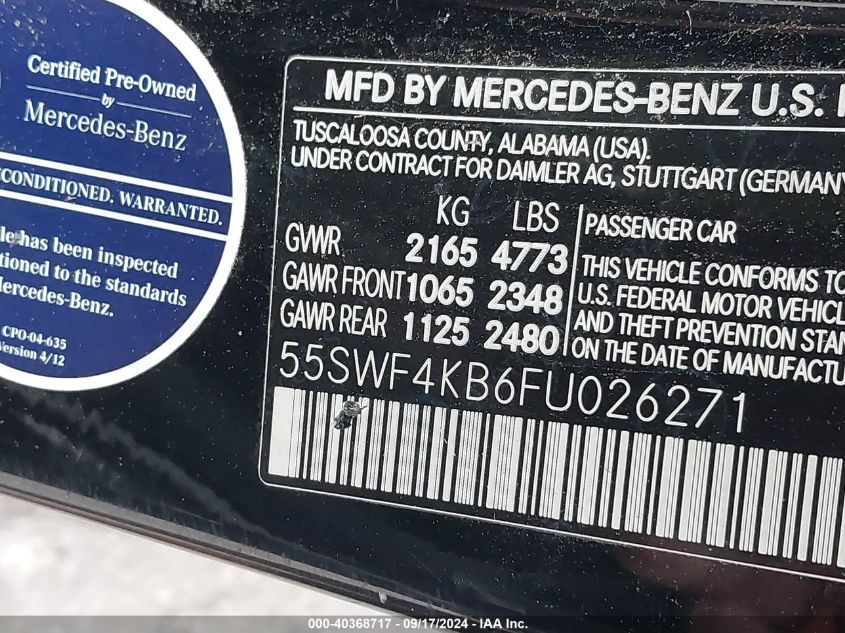 Certified Pre-Owned
by
Mercedes-Benz
WARRANTED.
has been inspected
to the standards
Mercedes-Benz.
CPO-04-635
Version 4/12
MFD BY MERCEDES-BENZ U.S.
TUSCALOOSA COUNTY, ALABAMA (USA).
UNDER CONTRACT FOR DAIMLER AG, STUTTGART (GERMANY
KG LBS
GVWR 2165 4773
GAWR FRONT 1065 2348
GAWR REAR 1125 2480
PASSENGER CAR
THIS VEHICLE CONFORMS TO
U.S. FEDERAL MOTOR VEHICL
AND THEFT PREVENTION STAN
ON THE DATE OF MANUFACTU
55SWF4KB6FU026271
000-40368717 - 09/17/2024 - IAA Inc.